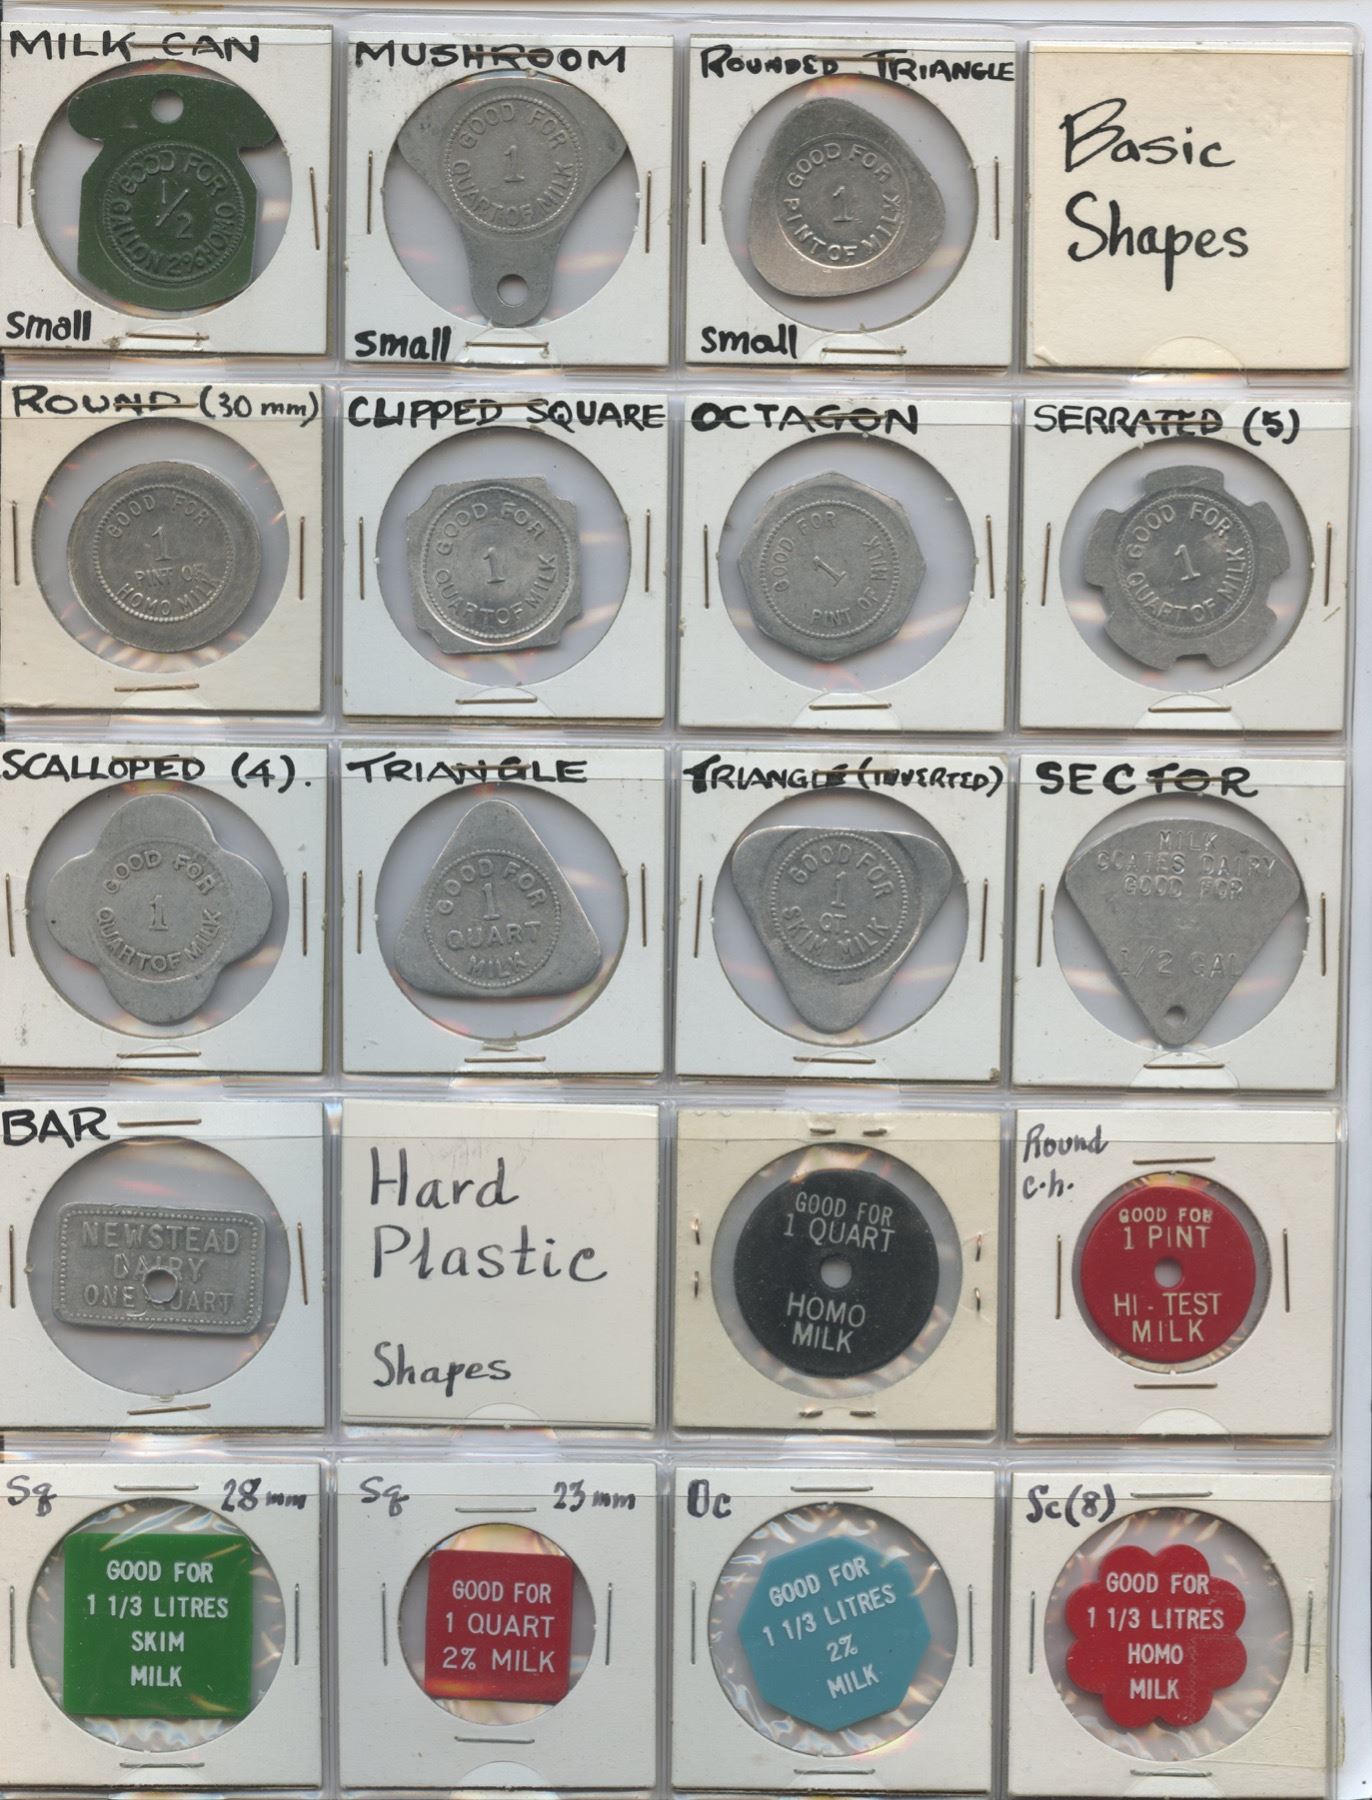 MILK CAN
GOOD FOR
1/2
GALLON 2% HOMO
small
MUSHROOM
GOOD FOR
1
QUART OF MILK
small
ROUNDED TRIANGLE
GOOD FOR
1
PINT OF MILK
small
Basic
Shapes
ROUND (30mm)
GOOD FOR
1
PINT OF
HOMO MILK
CLIPPED SQUARE
GOOD FOR
1
QUART OF MILK
OCTAGON
GOOD FOR
1
PINT OF MILK
SERRATED (5)
GOOD FOR
1
QUART OF MILK
SCALLOPED (4).
GOOD FOR
1
QUART OF MILK
TRIANGLE
GOOD FOR
1
QUART
MILK
TRIANGLE (INVERTED)
GOOD FOR
1
QT.
SKIM MILK
SECTOR
MILK
COATES DAIRY
GOOD FOR
1/2 GAL
BAR
NEWSTEAD
DAIRY
ONE QUART
Hard
Plastic
Shapes
GOOD FOR
1 QUART
HOMO
MILK
Round
c.h.
GOOD FOR
1 PINT
HI-TEST
MILK
Sq 28mm
GOOD FOR
1 1/3 LITRES
SKIM
MILK
Sq 23mm
GOOD FOR
1 QUART
2% MILK
Oc
GOOD FOR
1 1/3 LITRES
2%
MILK
Sc(8)
GOOD FOR
1 1/3 LITRES
HOMO
MILK